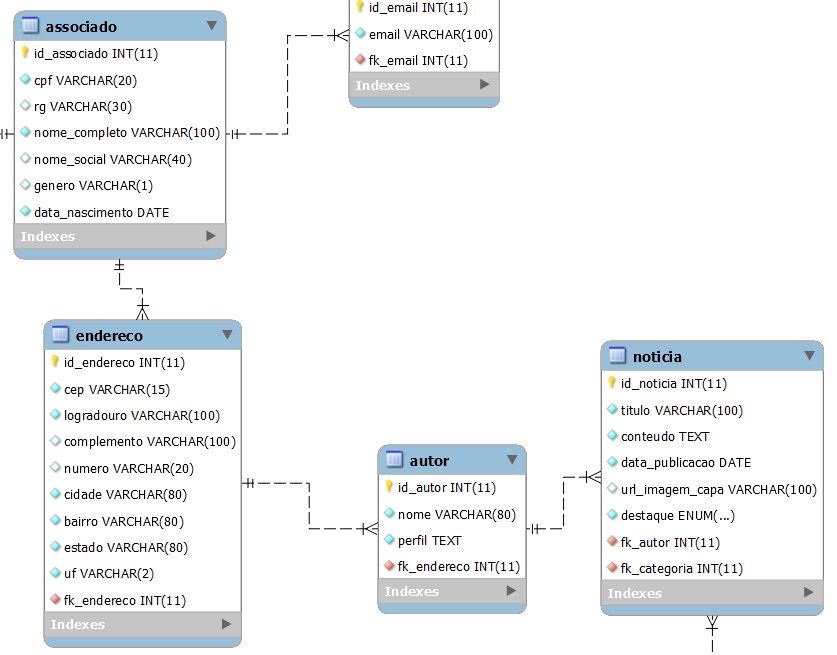 associado
id_associado INT(11)
cpf VARCHAR(20)
rg VARCHAR(30)
nome_completo VARCHAR(100)
nome_social VARCHAR(40)
genero VARCHAR(1)
data_nascimento DATE
Indexes
id_email INT(11)
email VARCHAR(100)
fk_email INT(11)
Indexes
endereco
id_endereco INT(11)
cep VARCHAR(15)
logradouro VARCHAR(100)
complemento VARCHAR(100)
numero VARCHAR(20)
cidade VARCHAR(80)
bairro VARCHAR(80)
estado VARCHAR(80)
uf VARCHAR(2)
fk_endereco INT(11)
Indexes
autor
id_autor INT(11)
nome VARCHAR(80)
perfil TEXT
fk_endereco INT(11)
Indexes
noticia
id_noticia INT(11)
titulo VARCHAR(100)
conteudo TEXT
data_publicacao DATE
url_imagem_capa VARCHAR(100)
destaque ENUM(...)
fk_autor INT(11)
fk_categoria INT(11)
Indexes